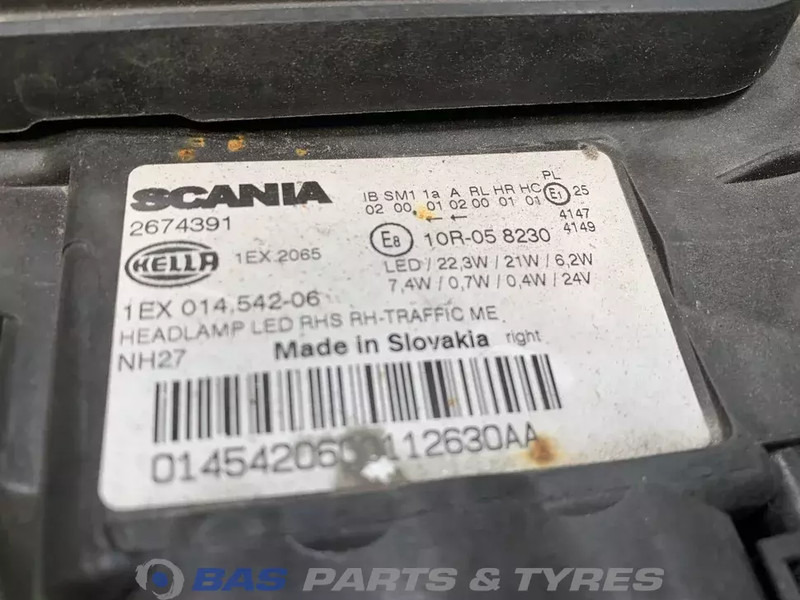 SCANIA
2674391
HELLA
1EX 2065
1EX 014.542-06
HEADLAMP LED RHS RH-TRAFFIC ME
NH27
Made in Slovakia right
PL
IB SM1 1a A RL HR HC E1 25
02 00 01 02 00 01 01
← ←
4147
4149
E8 10R-05 8230
LED / 22,3W / 21W / 6,2W
7,4W / 0,7W / 0,4W / 24V
BAS PARTS & TYRES